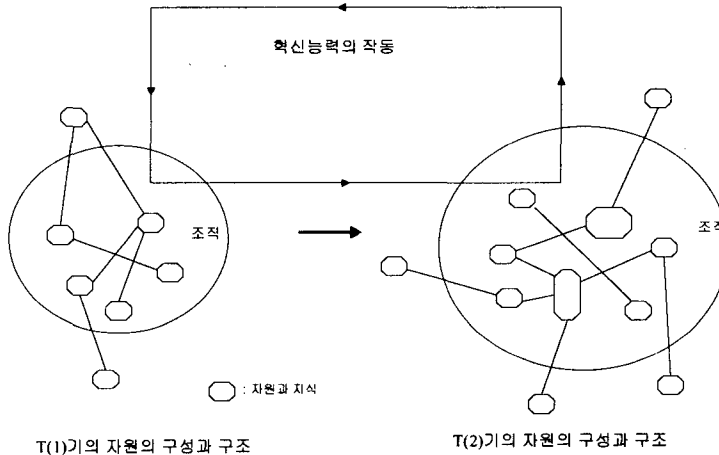 혁신능력의 작동
조직
조직
: 자원과 지식
T(1)기의 자원의 구성과 구조
T(2)기의 자원의 구성과 구조